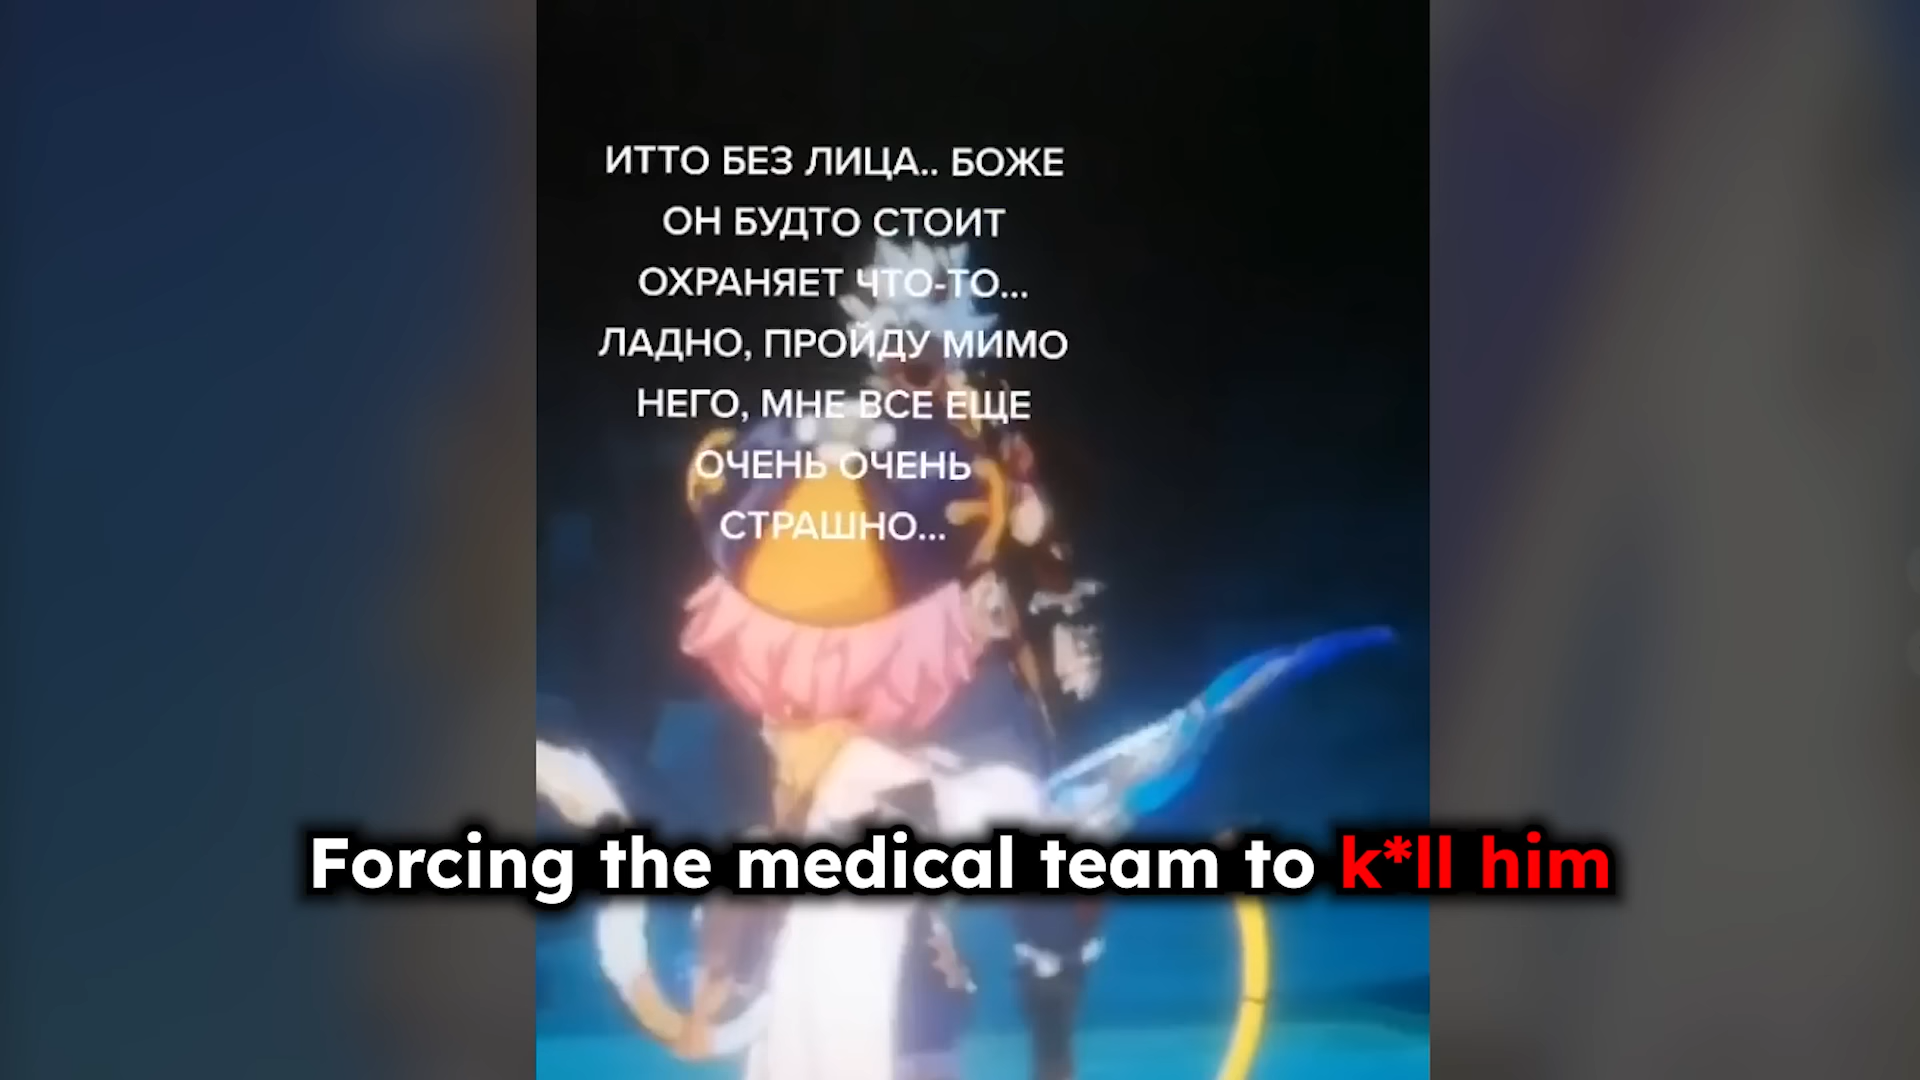 ИТТО БЕЗ ЛИЦА.. БОЖЕ
ОН БУДТО СТОИТ
ОХРАНЯЕТ ЧТО-ТО...
ЛАДНО, ПРОЙДУ МИМО
НЕГО, МНЕ ВСЕ ЕЩЕ
ОЧЕНЬ ОЧЕНЬ
СТРАШНО...
Forcing the medical team to k*ll him